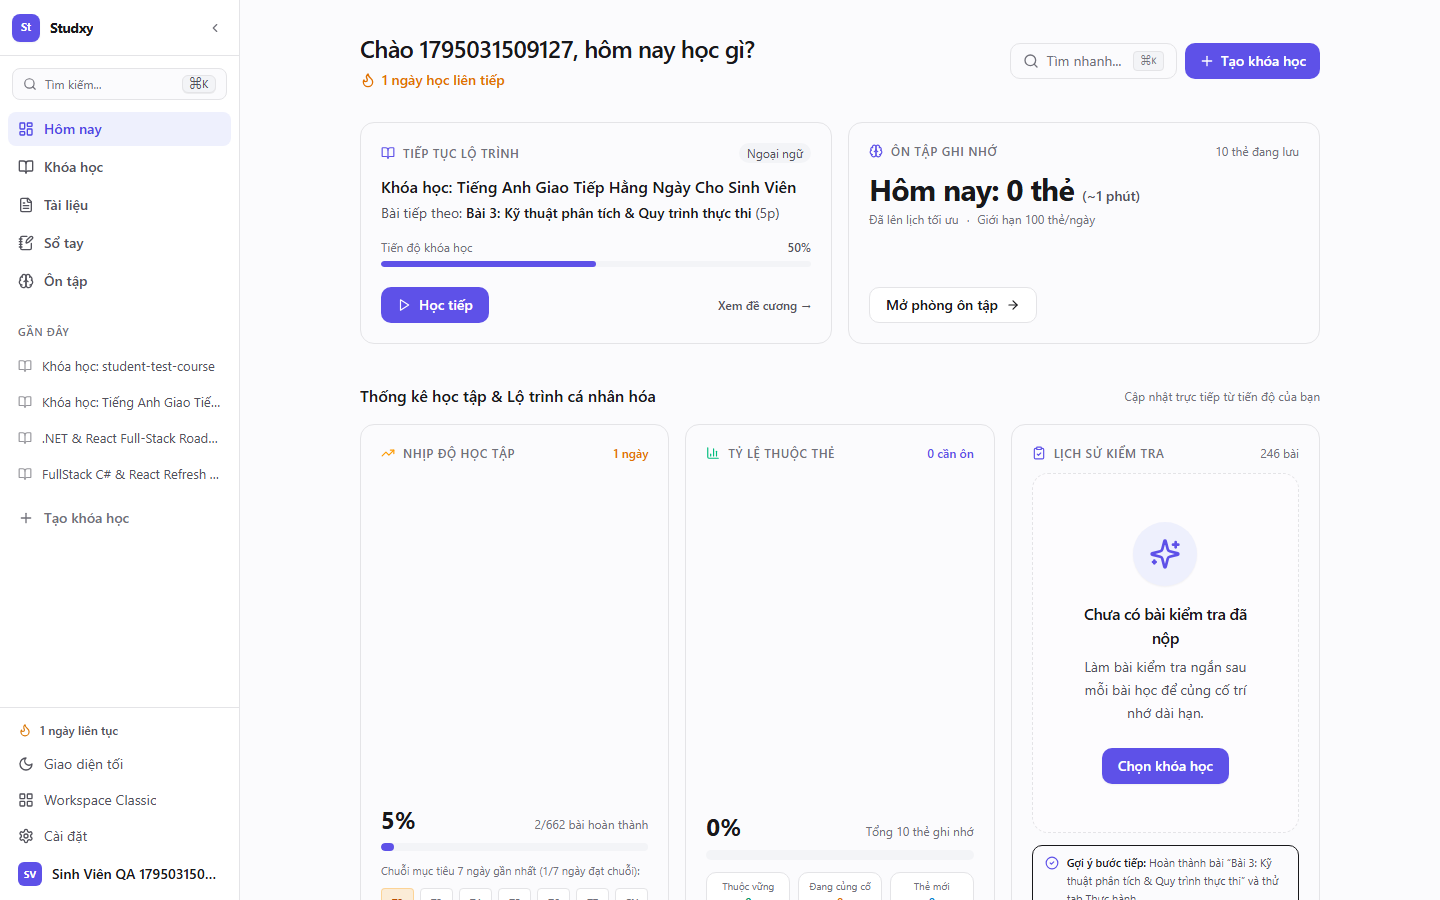 St Studxy
Tìm kiếm... ⌘K
Hôm nay
Khóa học
Tài liệu
Sổ tay
Ôn tập
GẦN ĐÂY
Khóa học: student-test-course
Khóa học: Tiếng Anh Giao Tiế...
.NET & React Full-Stack Road...
FullStack C# & React Refresh ...
Tạo khóa học
1 ngày liên tục
Giao diện tối
Workspace Classic
Cài đặt
SV Sinh Viên QA 179503150...
Chào 1795031509127, hôm nay học gì?
1 ngày học liên tiếp
Tìm nhanh... ⌘K
Tạo khóa học
TIẾP TỤC LỘ TRÌNH Ngoại ngữ
Khóa học: Tiếng Anh Giao Tiếp Hằng Ngày Cho Sinh Viên
Bài tiếp theo: Bài 3: Kỹ thuật phân tích & Quy trình thực thi (5p)
Tiến độ khóa học 50%
Học tiếp Xem đề cương →
ÔN TẬP GHI NHỚ 10 thẻ đang lưu
Hôm nay: 0 thẻ (~1 phút)
Đã lên lịch tối ưu · Giới hạn 100 thẻ/ngày
Mở phòng ôn tập →
Thống kê học tập & Lộ trình cá nhân hóa Cập nhật trực tiếp từ tiến độ của bạn
NHỊP ĐỘ HỌC TẬP 1 ngày
5% 2/662 bài hoàn thành
Chuỗi mục tiêu 7 ngày gần nhất (1/7 ngày đạt chuỗi):
TỶ LỆ THUỘC THẺ 0 cần ôn
0% Tổng 10 thẻ ghi nhớ
Thuộc vững Đang củng cố Thẻ mới
LỊCH SỬ KIỂM TRA 246 bài
Chưa có bài kiểm tra đã
nộp
Làm bài kiểm tra ngắn sau
mỗi bài học để củng cố trí
nhớ dài hạn.
Chọn khóa học
Gợi ý bước tiếp: Hoàn thành bài “Bài 3: Kỹ
thuật phân tích & Quy trình thực thi” và thử
tab Thực hành